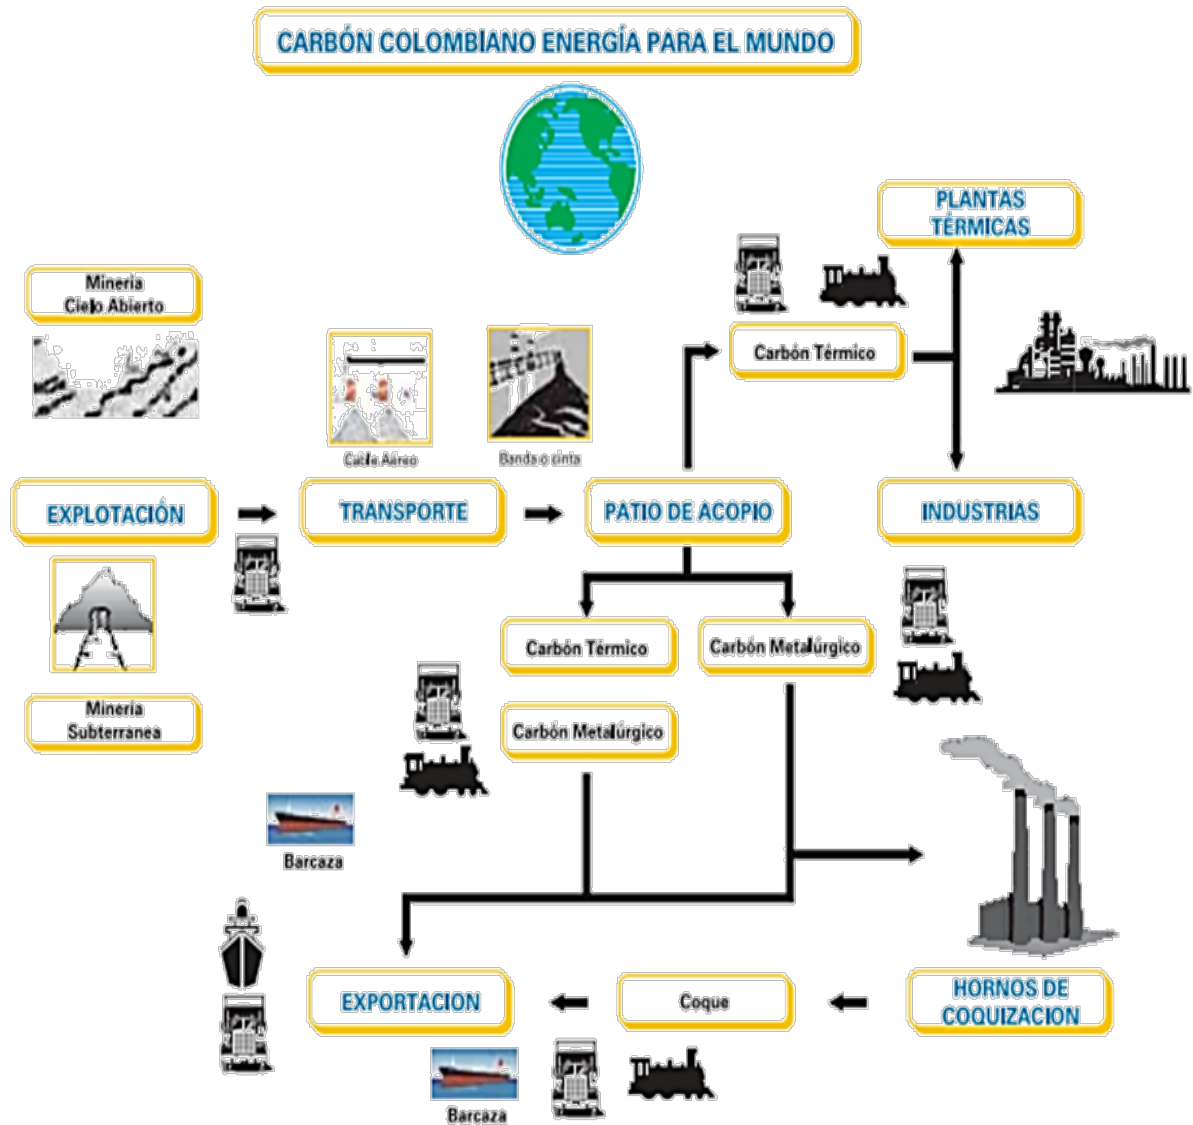 CARBÓN COLOMBIANO ENERGÍA PARA EL MUNDO
PLANTAS
TÉRMICAS
Minería
Cielo Abierto
Carbón Térmico
Cable Aéreo
Banda o cinta
EXPLOTACIÓN
TRANSPORTE
PATIO DE ACOPIO
INDUSTRIAS
Carbón Térmico
Carbón Metalúrgico
Minería
Subterranea
Carbón Metalúrgico
Barcaza
EXPORTACION
Coque
HORNOS DE
COQUIZACION
Barcaza